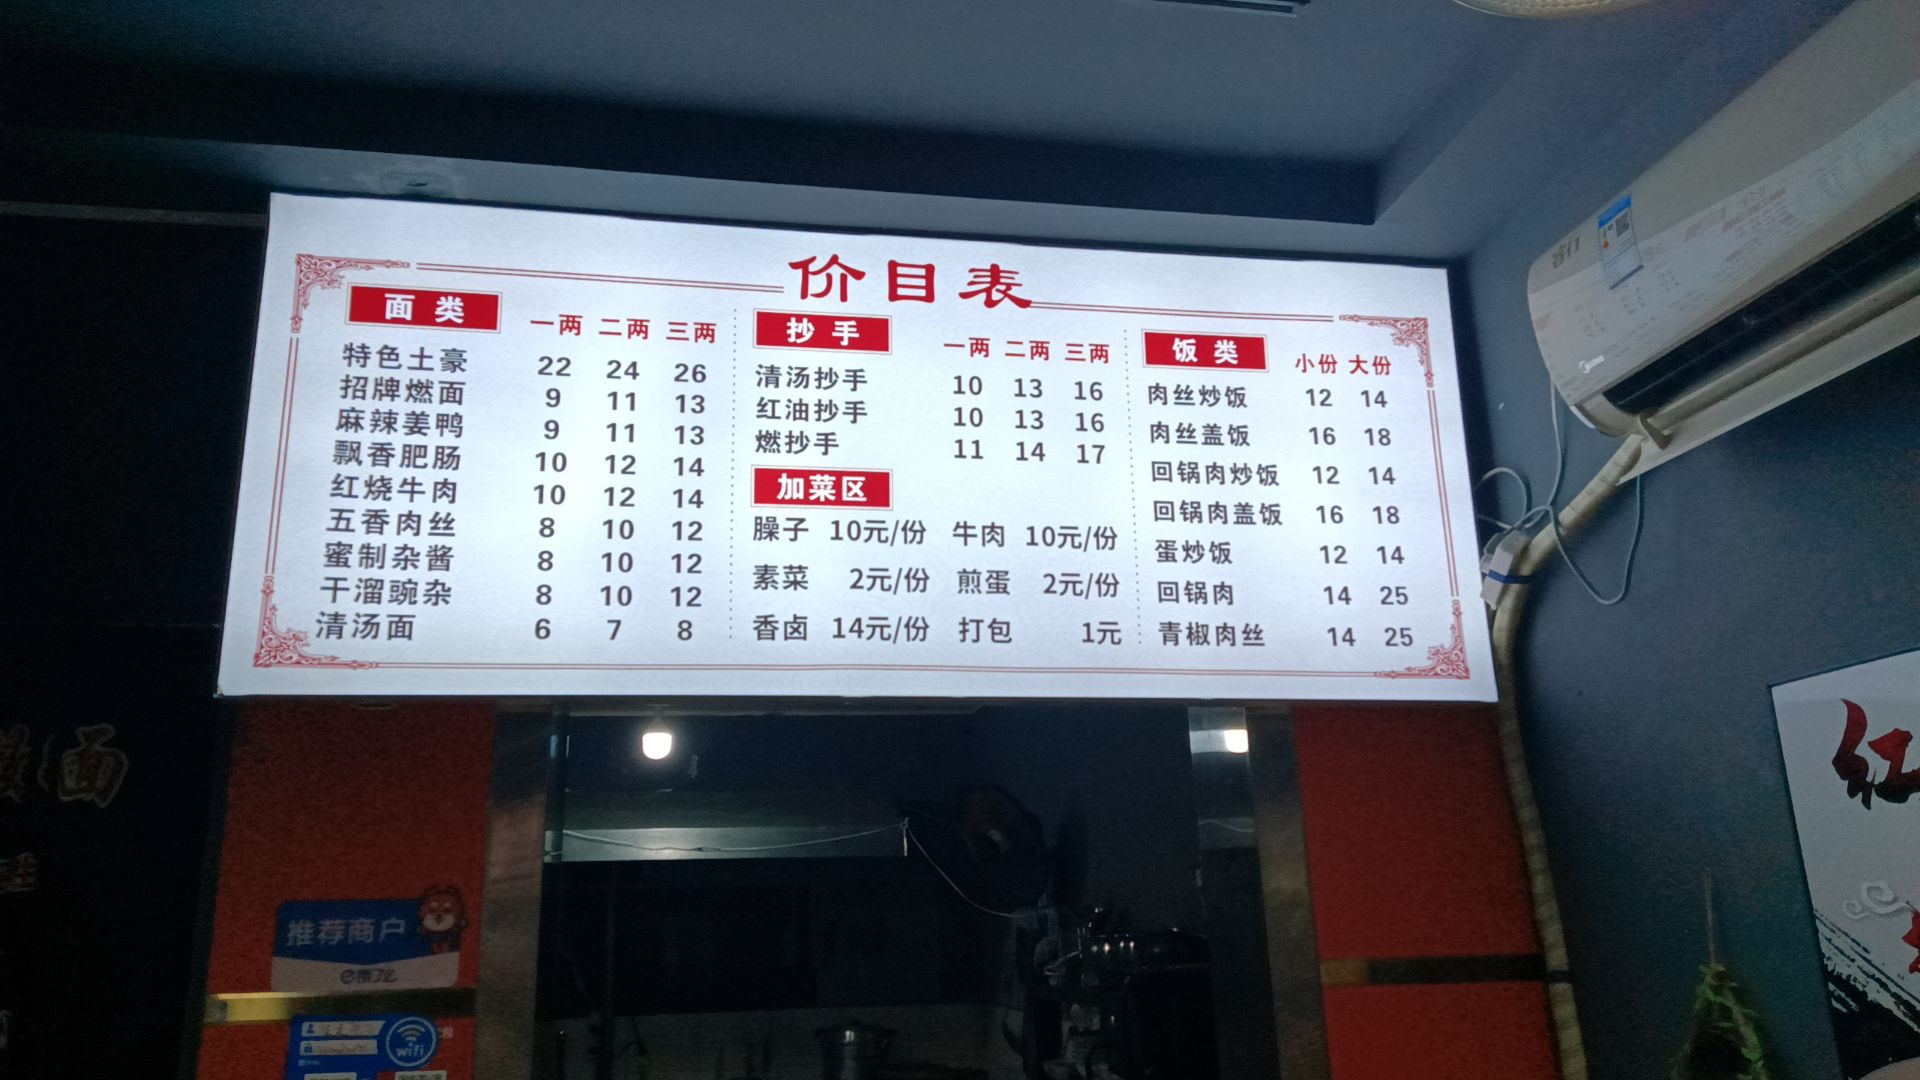 价目表
面类 一两 二两 三两
特色土豪 22 24 26
招牌燃面 9 11 13
麻辣姜鸭 9 11 13
飘香肥肠 10 12 14
红烧牛肉 10 12 14
五香肉丝 8 10 12
蜜制杂酱 8 10 12
干溜豌杂 8 10 12
清汤面 6 7 8
抄手 一两 二两 三两
清汤抄手 10 13 16
红油抄手 10 13 16
燃抄手 11 14 17
加菜区
臊子 10元/份 牛肉 10元/份
素菜 2元/份 煎蛋 2元/份
香卤 14元/份 打包 1元
饭类 小份 大份
肉丝炒饭 12 14
肉丝盖饭 16 18
回锅肉炒饭 12 14
回锅肉盖饭 16 18
蛋炒饭 12 14
回锅肉 14 25
青椒肉丝 14 25
面
红
推荐商户
wifi